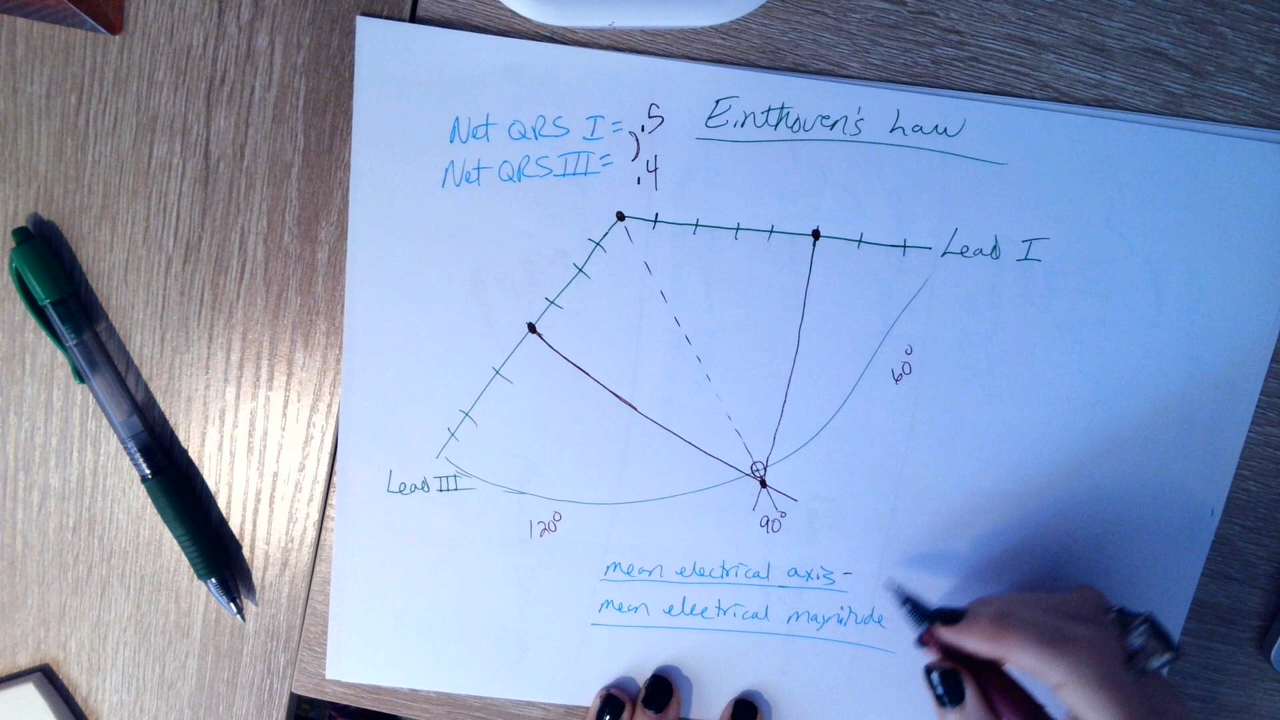 Einthoven's Law
Net QRS I = .5
Net QRS III = .4
Lead I
60°
Lead III
120°
90°
mean electrical axis-
mean electrical magnitude